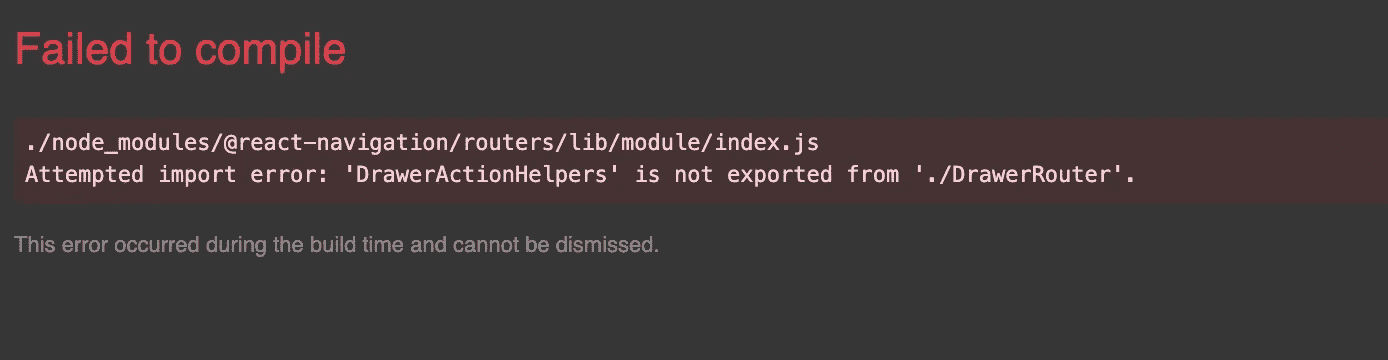 Failed to compile
./node_modules/@react-navigation/routers/lib/module/index.js
Attempted import error: 'DrawerActionHelpers' is not exported from './DrawerRouter'.
This error occurred during the build time and cannot be dismissed.